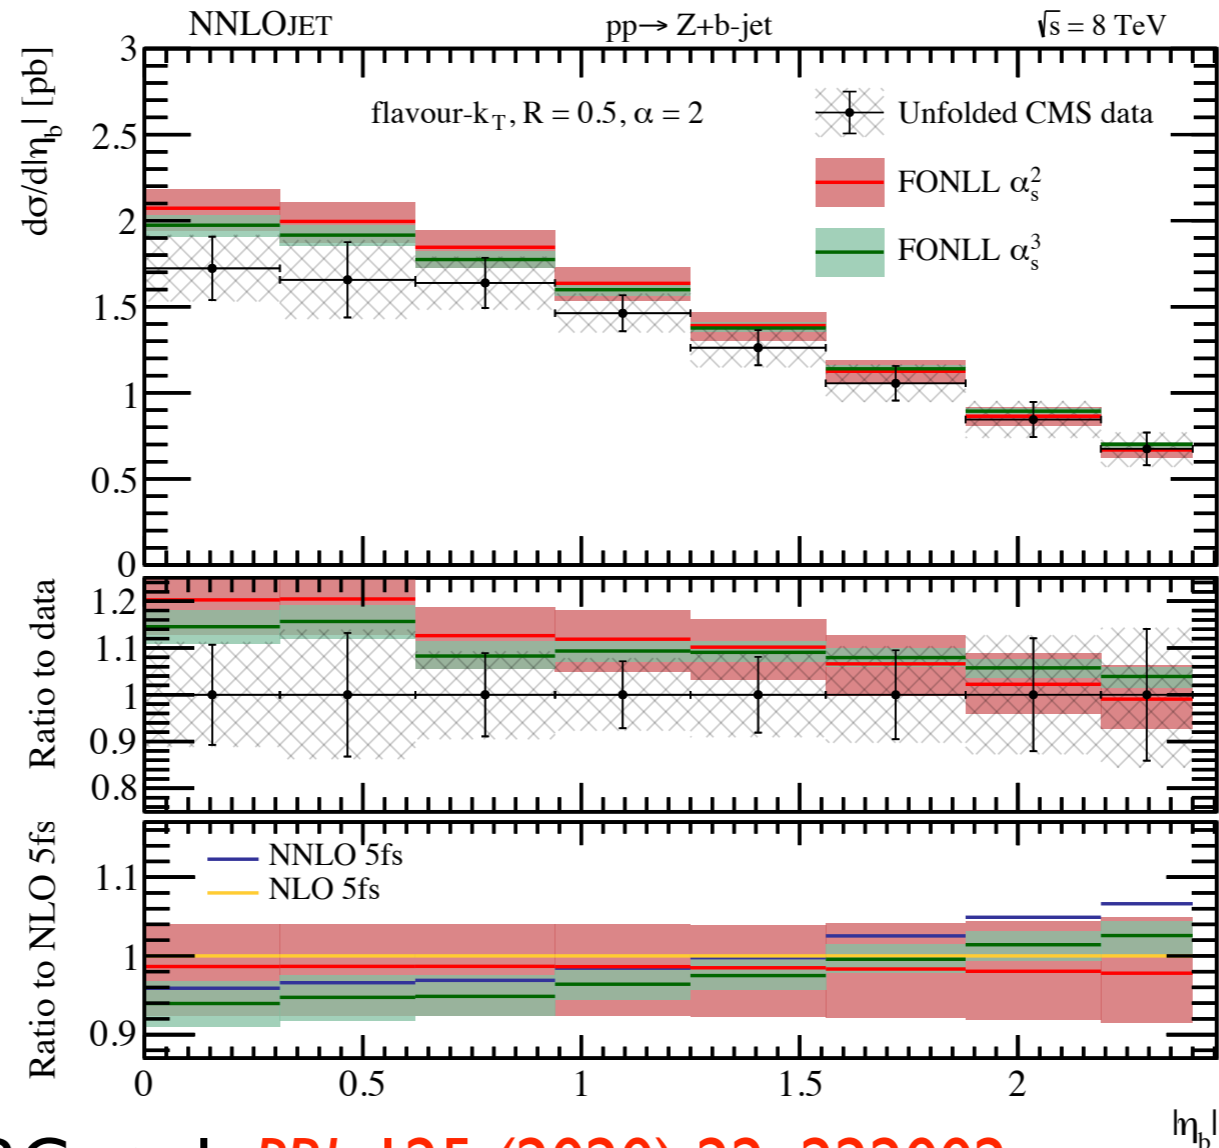 NNLOJET pp→ Z+b-jet √s = 8 TeV
dσ/d|η_b| [pb]
3
2.5
2
1.5
1
0.5
0
flavour-k_T, R = 0.5, α = 2
Unfolded CMS data
FONLL α_s^2
FONLL α_s^3
Ratio to data
1.2
1.1
1
0.9
0.8
Ratio to NLO 5fs
1.1
1
0.9
NNLO 5fs
NLO 5fs
0 0.5 1 1.5 2
|η_b|